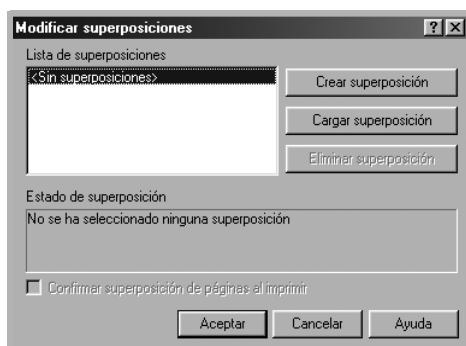 Modificar superposiciones
Lista de superposiciones
<Sin superposiciones>
Crear superposición
Cargar superposición
Eliminar superposición
Estado de superposición
No se ha seleccionado ninguna superposición
Confirmar superposición de páginas al imprimir
Aceptar Cancelar Ayuda